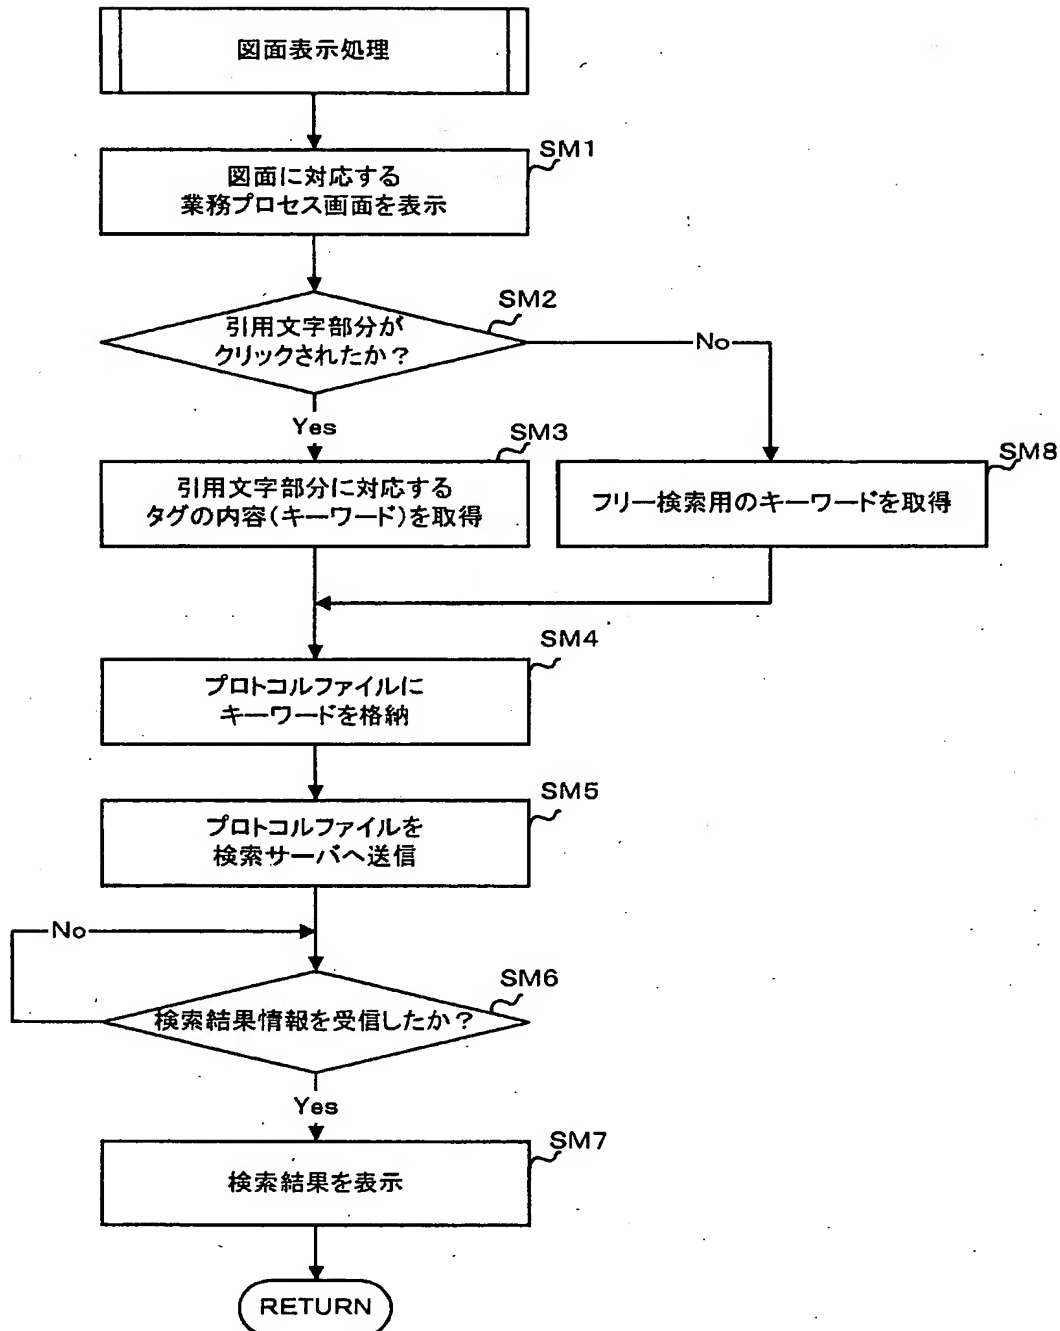 図面表示処理
SM1
図面に対応する
業務プロセス画面を表示
SM2
引用文字部分が
クリックされたか？
No
Yes
SM3
引用文字部分に対応する
タグの内容(キーワード)を取得
SM8
フリー検索用のキーワードを取得
SM4
プロトコルファイルに
キーワードを格納
SM5
プロトコルファイルを
検索サーバへ送信
No
SM6
検索結果情報を受信したか？
Yes
SM7
検索結果を表示
RETURN